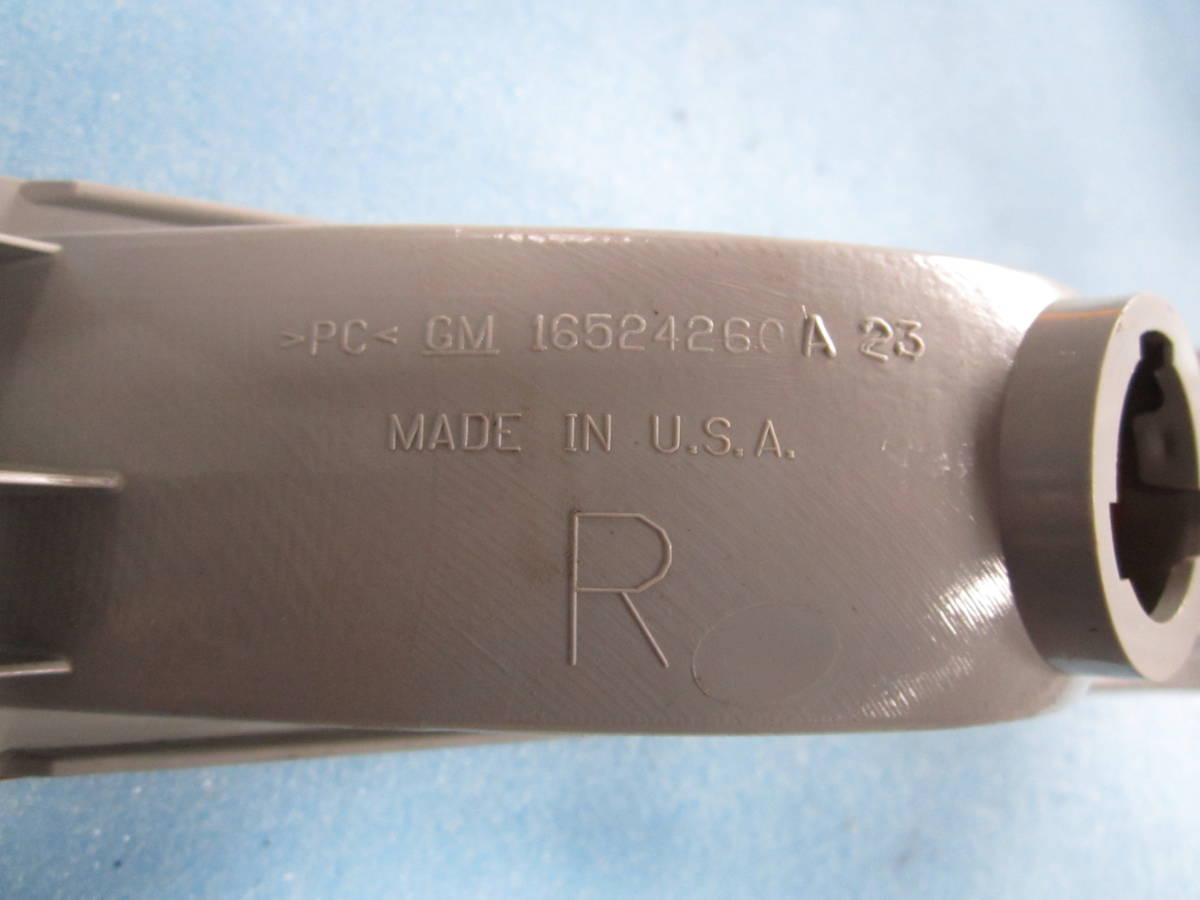 >PC< GM 16524260 A 23
MADE IN U.S.A.
R